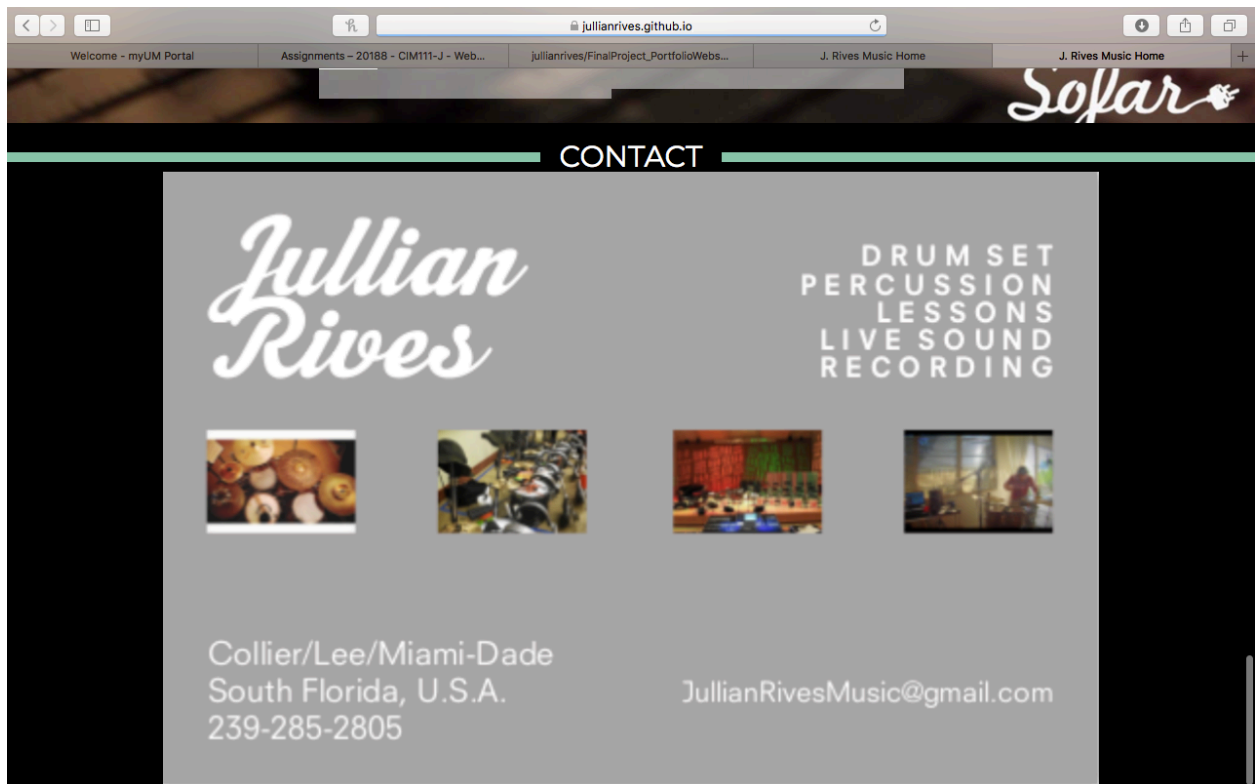 jullianrives.github.io
Welcome - myUM Portal
Assignments – 20188 - CIM111-J - Web...
jullianrives/FinalProject_PortfolioWebs...
J. Rives Music Home
J. Rives Music Home
Sofar
CONTACT
Jullian
Rives
DRUM SET
PERCUSSION
LESSONS
LIVE SOUND
RECORDING
Collier/Lee/Miami-Dade
South Florida, U.S.A.
239-285-2805
JullianRivesMusic@gmail.com